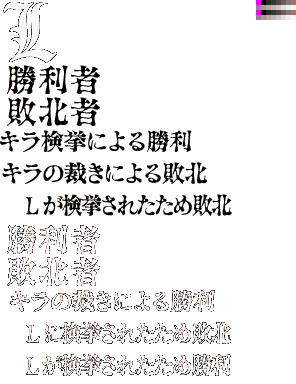 L
勝利者
敗北者
キラ検挙による勝利
キラの裁きによる敗北
Lが検挙されたため敗北
勝利者
敗北者
キラの裁きによる勝利
Lに検挙されたため敗北
Lが検挙されたため勝利